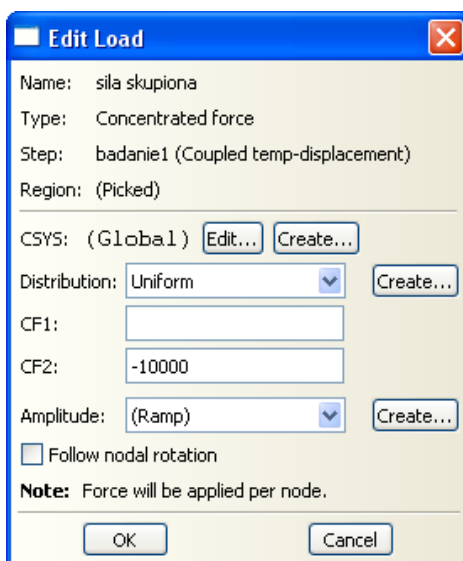 Edit Load
Name: sila skupiona
Type: Concentrated force
Step: badanie1 (Coupled temp-displacement)
Region: (Picked)
CSYS: (Global) Edit... Create...
Distribution: Uniform Create...
CF1:
CF2: -10000
Amplitude: (Ramp) Create...
Follow nodal rotation
Note: Force will be applied per node.
OK Cancel